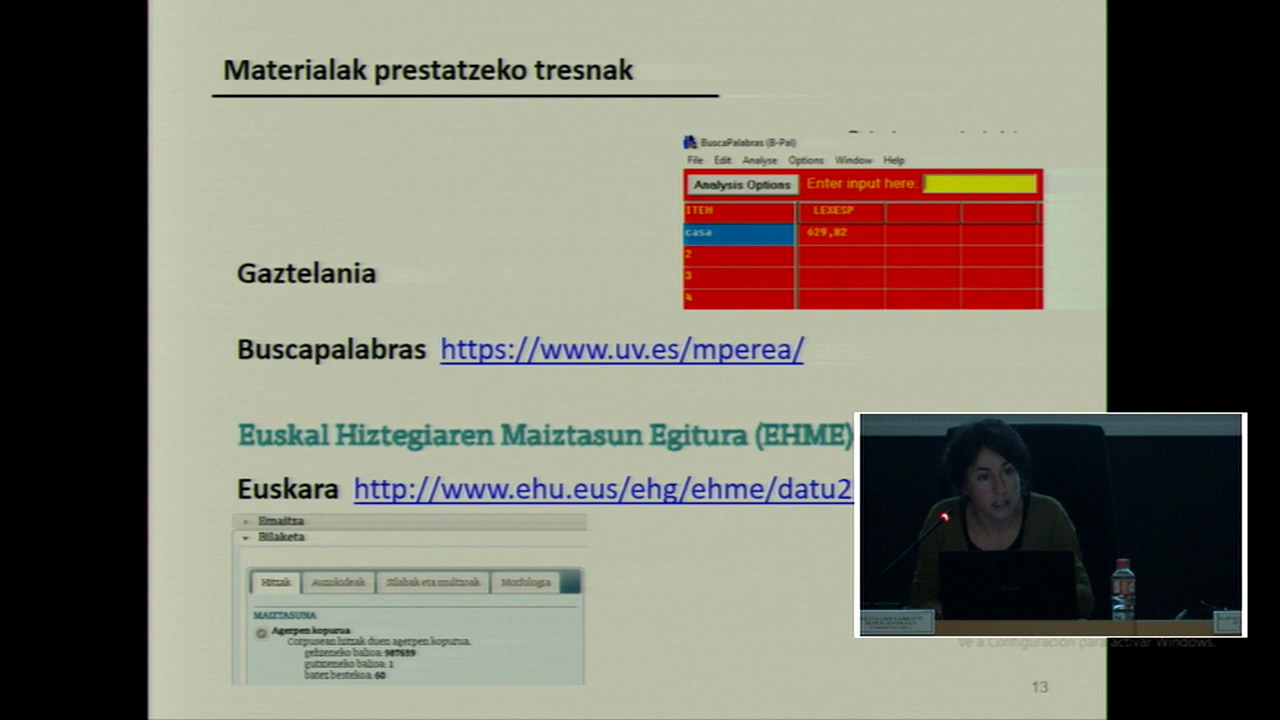 Materialak prestatzeko tresnak
BuscaPalabras (B-Pal)
File Edit Analyse Options Window Help
Analysis Options Enter input here:
ITEM LEXESP
casa 629,82
2
3
4
Gaztelania
Buscapalabras https://www.uv.es/mperea/
Euskal Hiztegiaren Maiztasun Egitura (EHME)
Euskara http://www.ehu.eus/ehg/ehme/datu2
Emaitza
Bilaketa
Hitzak Auzokideak Silabak eta multzoak Morfologia
MAIZTASUNA
Agerpen kopurua
Corpusean hitzak duen agerpen kopurua.
gehieneko balioa: 987659
gutxieneko balioa: 1
batez bestekoa: 60
Ve a Configuración para activar Windows.
13